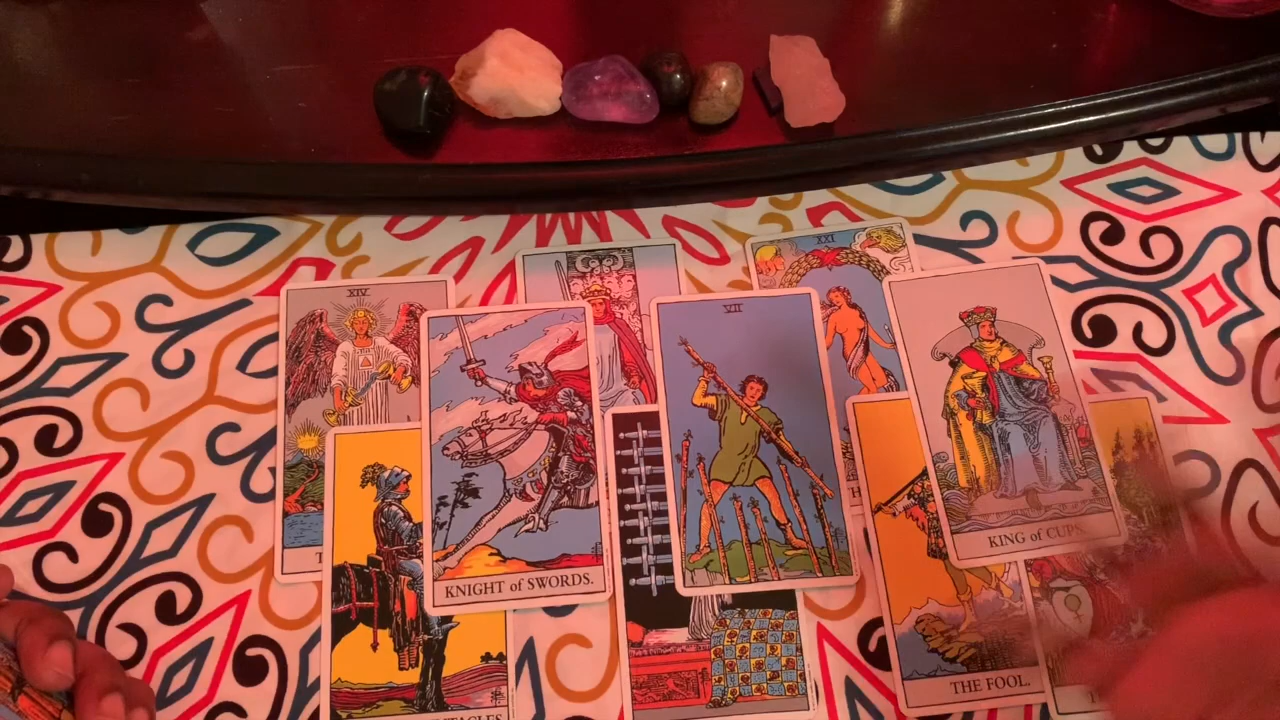 XIV
XXI
VII
KNIGHT of SWORDS.
KING of CUPS.
THE FOOL.